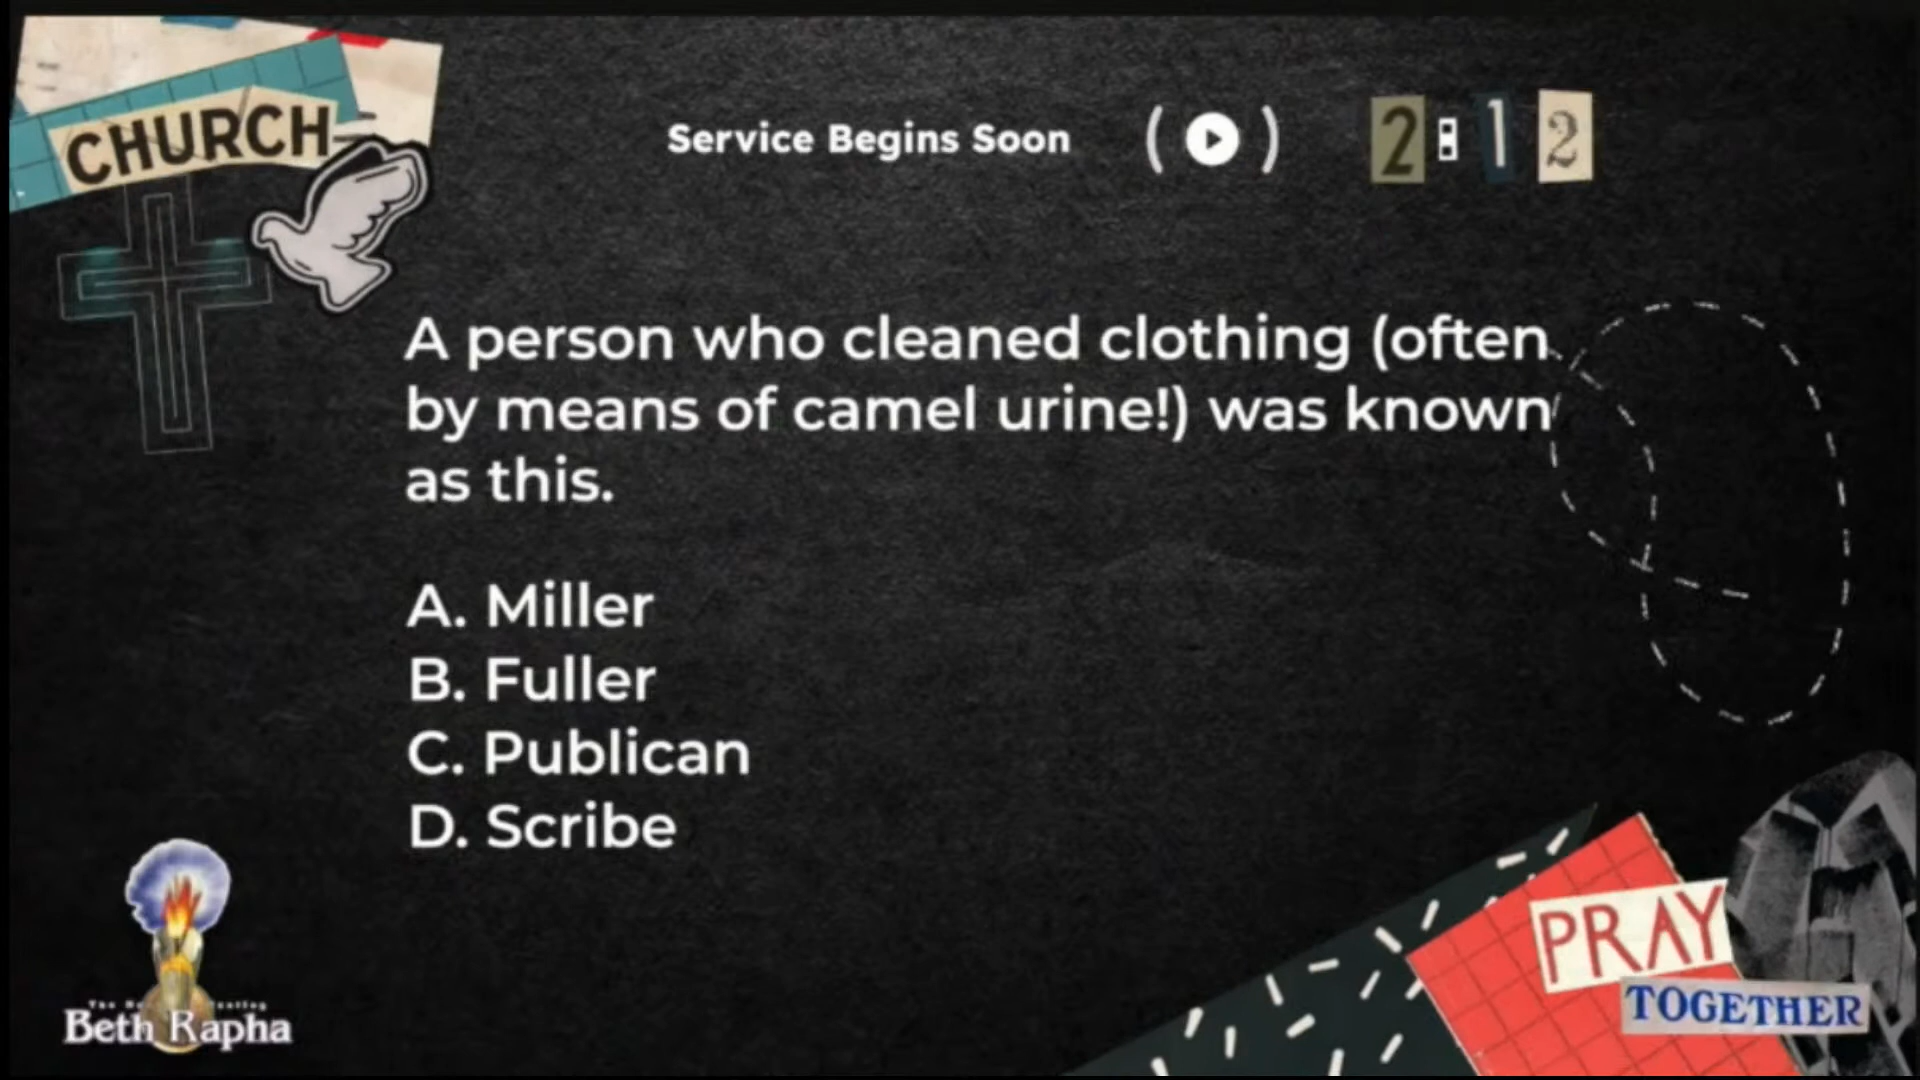 CHURCH
Service Begins Soon
2:12
A person who cleaned clothing (often
by means of camel urine!) was known
as this.
A. Miller
B. Fuller
C. Publican
D. Scribe
Beth Rapha
PRAY
TOGETHER